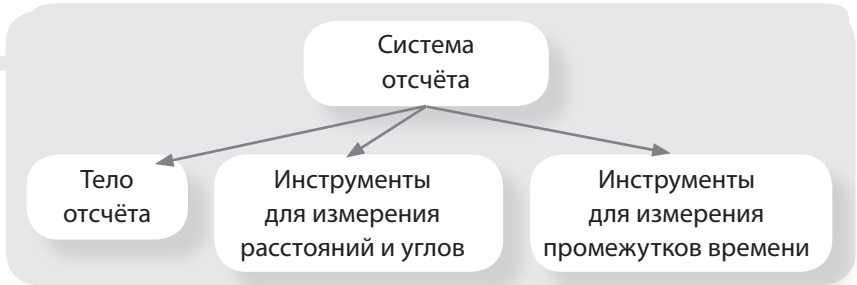 Система
отсчёта
Тело
отсчёта
Инструменты
для измерения
расстояний и углов
Инструменты
для измерения
промежутков времени